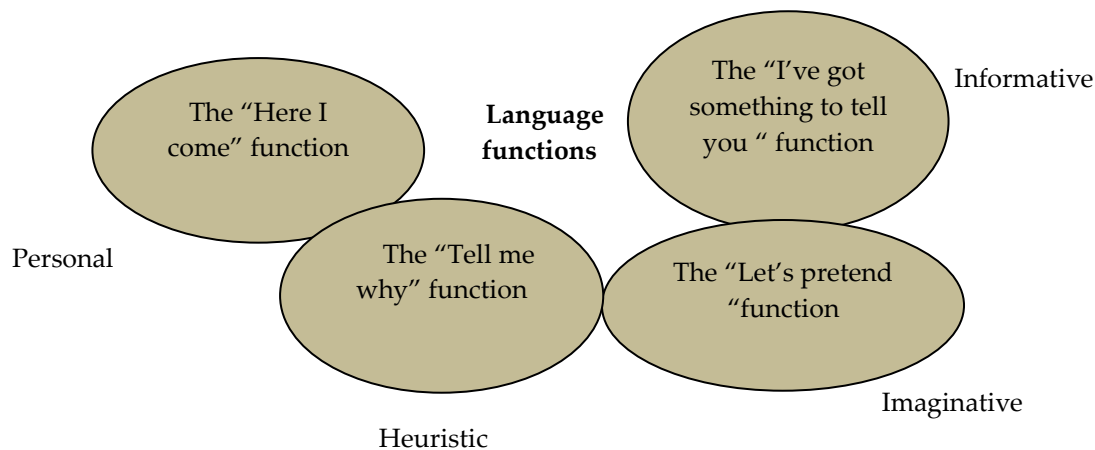 The “I’ve got
something to tell
you “ function
Informative
The “Here I
come” function
Language
functions
Personal
The “Tell me
why” function
The “Let’s pretend
“function
Imaginative
Heuristic